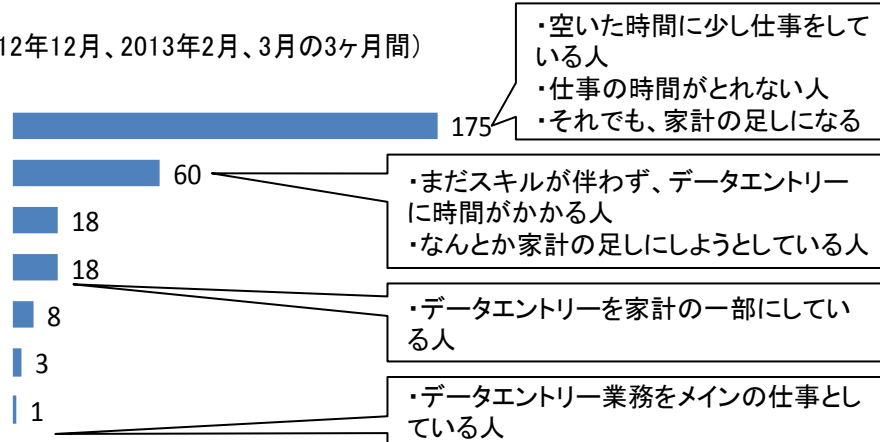 12年12月、2013年2月、3月の3ヶ月間）
・空いた時間に少し仕事をして
いる人
・仕事の時間がとれない人
・それでも、家計の足しになる
175
60
・まだスキルが伴わず、データエントリー
に時間がかかる人
・なんとか家計の足しにしようとしている人
18
18
8
・データエントリーを家計の一部にしてい
る人
3
1
・データエントリー業務をメインの仕事とし
ている人